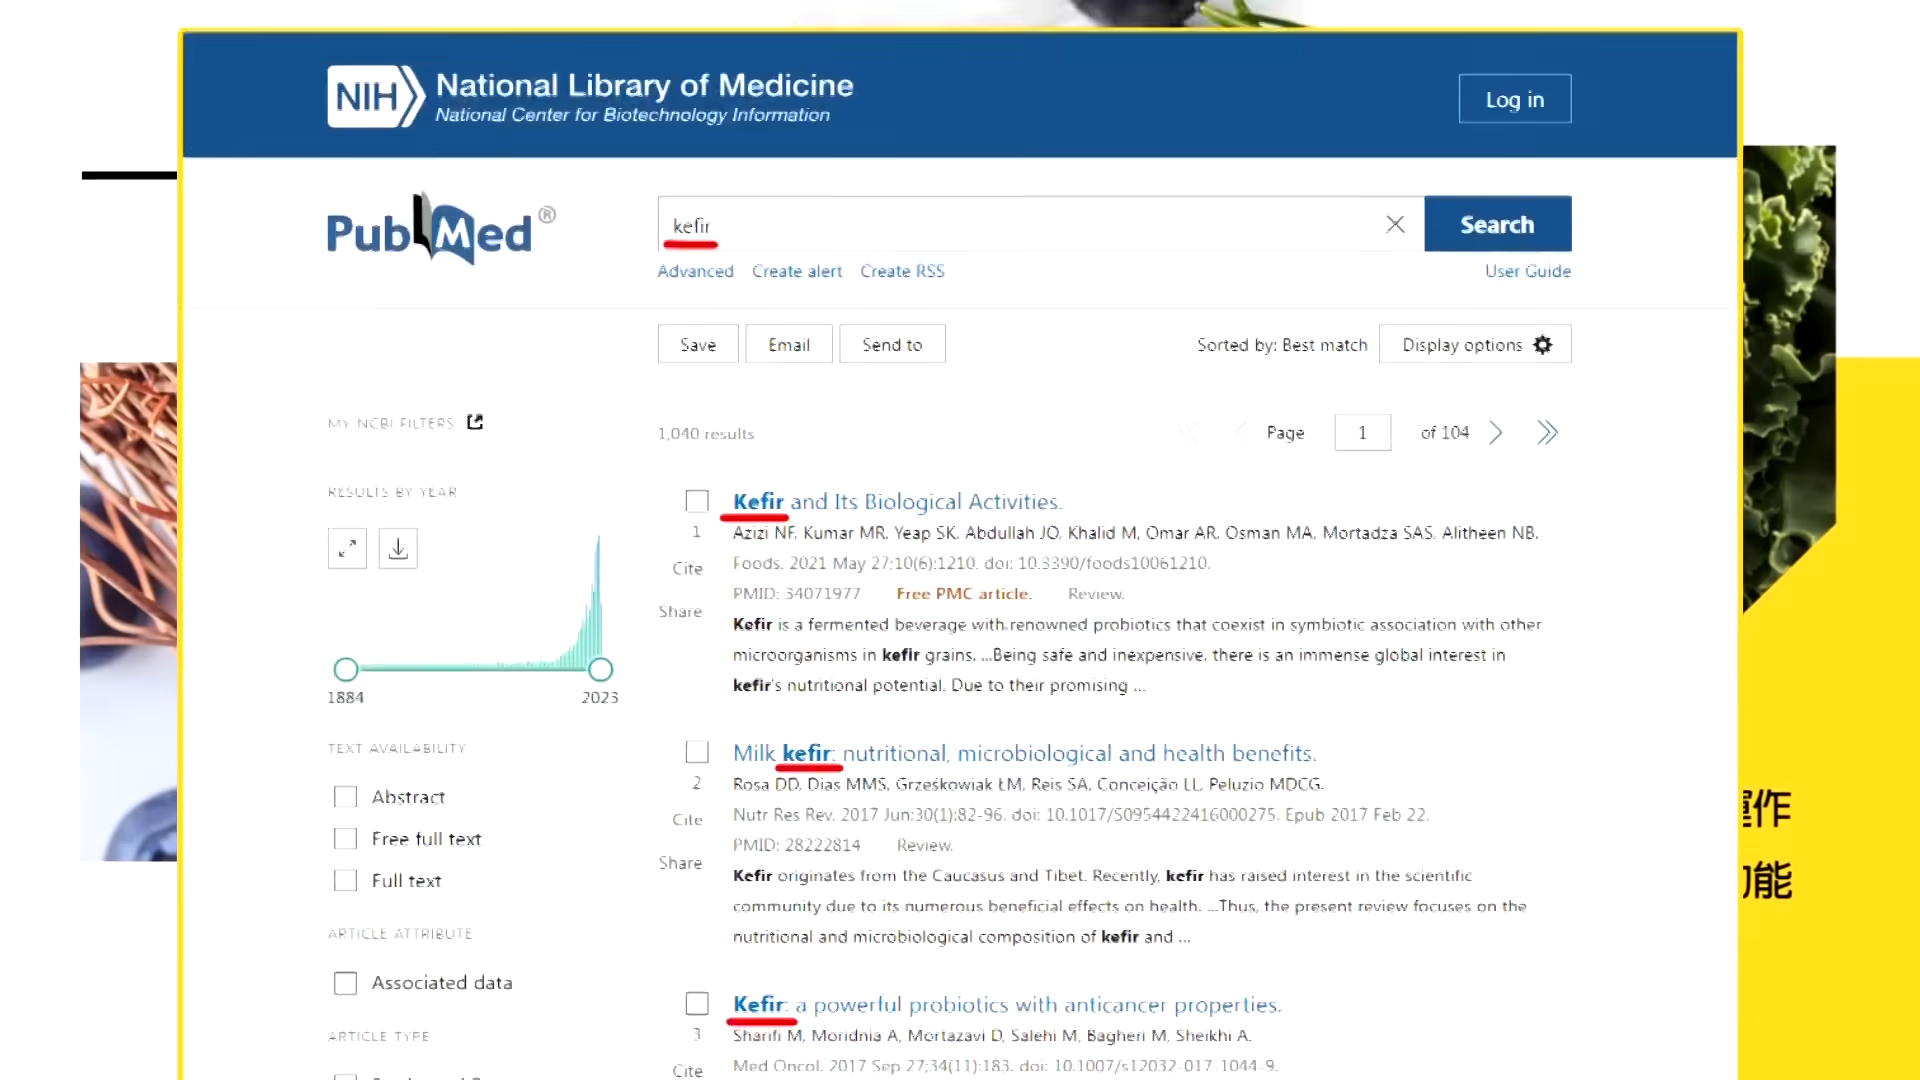 NIH National Library of Medicine
National Center for Biotechnology Information
Log in
PubMed®
kefir
Search
Advanced Create alert Create RSS
User Guide
Save Email Send to
Sorted by: Best match
Display options
MY NCBI FILTERS
1,040 results
Page 1 of 104
RESULTS BY YEAR
1884 2023
TEXT AVAILABILITY
Abstract
Free full text
Full text
ARTICLE ATTRIBUTE
Associated data
ARTICLE TYPE
Kefir and Its Biological Activities.
1
Cite
Share
Azizi NF, Kumar MR, Yeap SK, Abdullah JO, Khalid M, Omar AR, Osman MA, Mortadza SAS, Alitheen NB.
Foods. 2021 May 27;10(6):1210. doi: 10.3390/foods10061210.
PMID: 34071977 Free PMC article. Review.
Kefir is a fermented beverage with renowned probiotics that coexist in symbiotic association with other
microorganisms in kefir grains. ...Being safe and inexpensive, there is an immense global interest in
kefir's nutritional potential. Due to their promising ...
Milk kefir: nutritional, microbiological and health benefits.
2
Cite
Share
Rosa DD, Dias MMS, Grześkowiak ŁM, Reis SA, Conceição LL, Peluzio MDCG.
Nutr Res Rev. 2017 Jun;30(1):82-96. doi: 10.1017/S0954422416000275. Epub 2017 Feb 22.
PMID: 28222814 Review.
Kefir originates from the Caucasus and Tibet. Recently, kefir has raised interest in the scientific
community due to its numerous beneficial effects on health. ...Thus, the present review focuses on the
nutritional and microbiological composition of kefir and ...
Kefir: a powerful probiotics with anticancer properties.
3
Cite
Sharifi M, Moridnia A, Mortazavi D, Salehi M, Bagheri M, Sheikhi A.
Med Oncol. 2017 Sep 27;34(11):183. doi: 10.1007/s12032-017-1044-9.
作
能